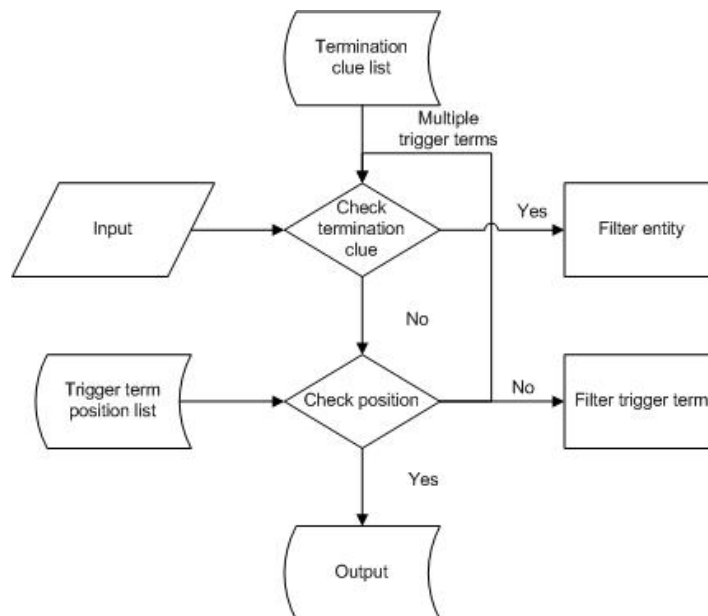 Termination
clue list
Multiple
trigger terms
Input
Check
termination
clue
Yes
Filter entity
No
Trigger term
position list
Check position
No
Filter trigger term
Yes
Output